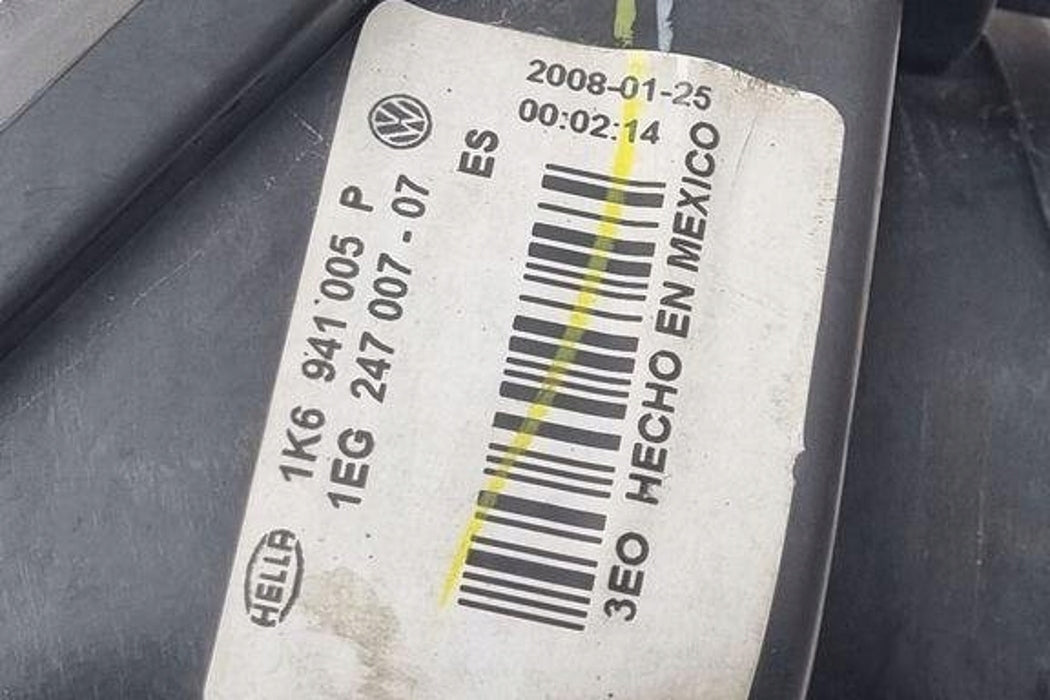 2008-01-25
00:02:14
ES
1K6 941 005 P
1EG 247 007 - 07
HELLA
3EO HECHO EN MEXICO